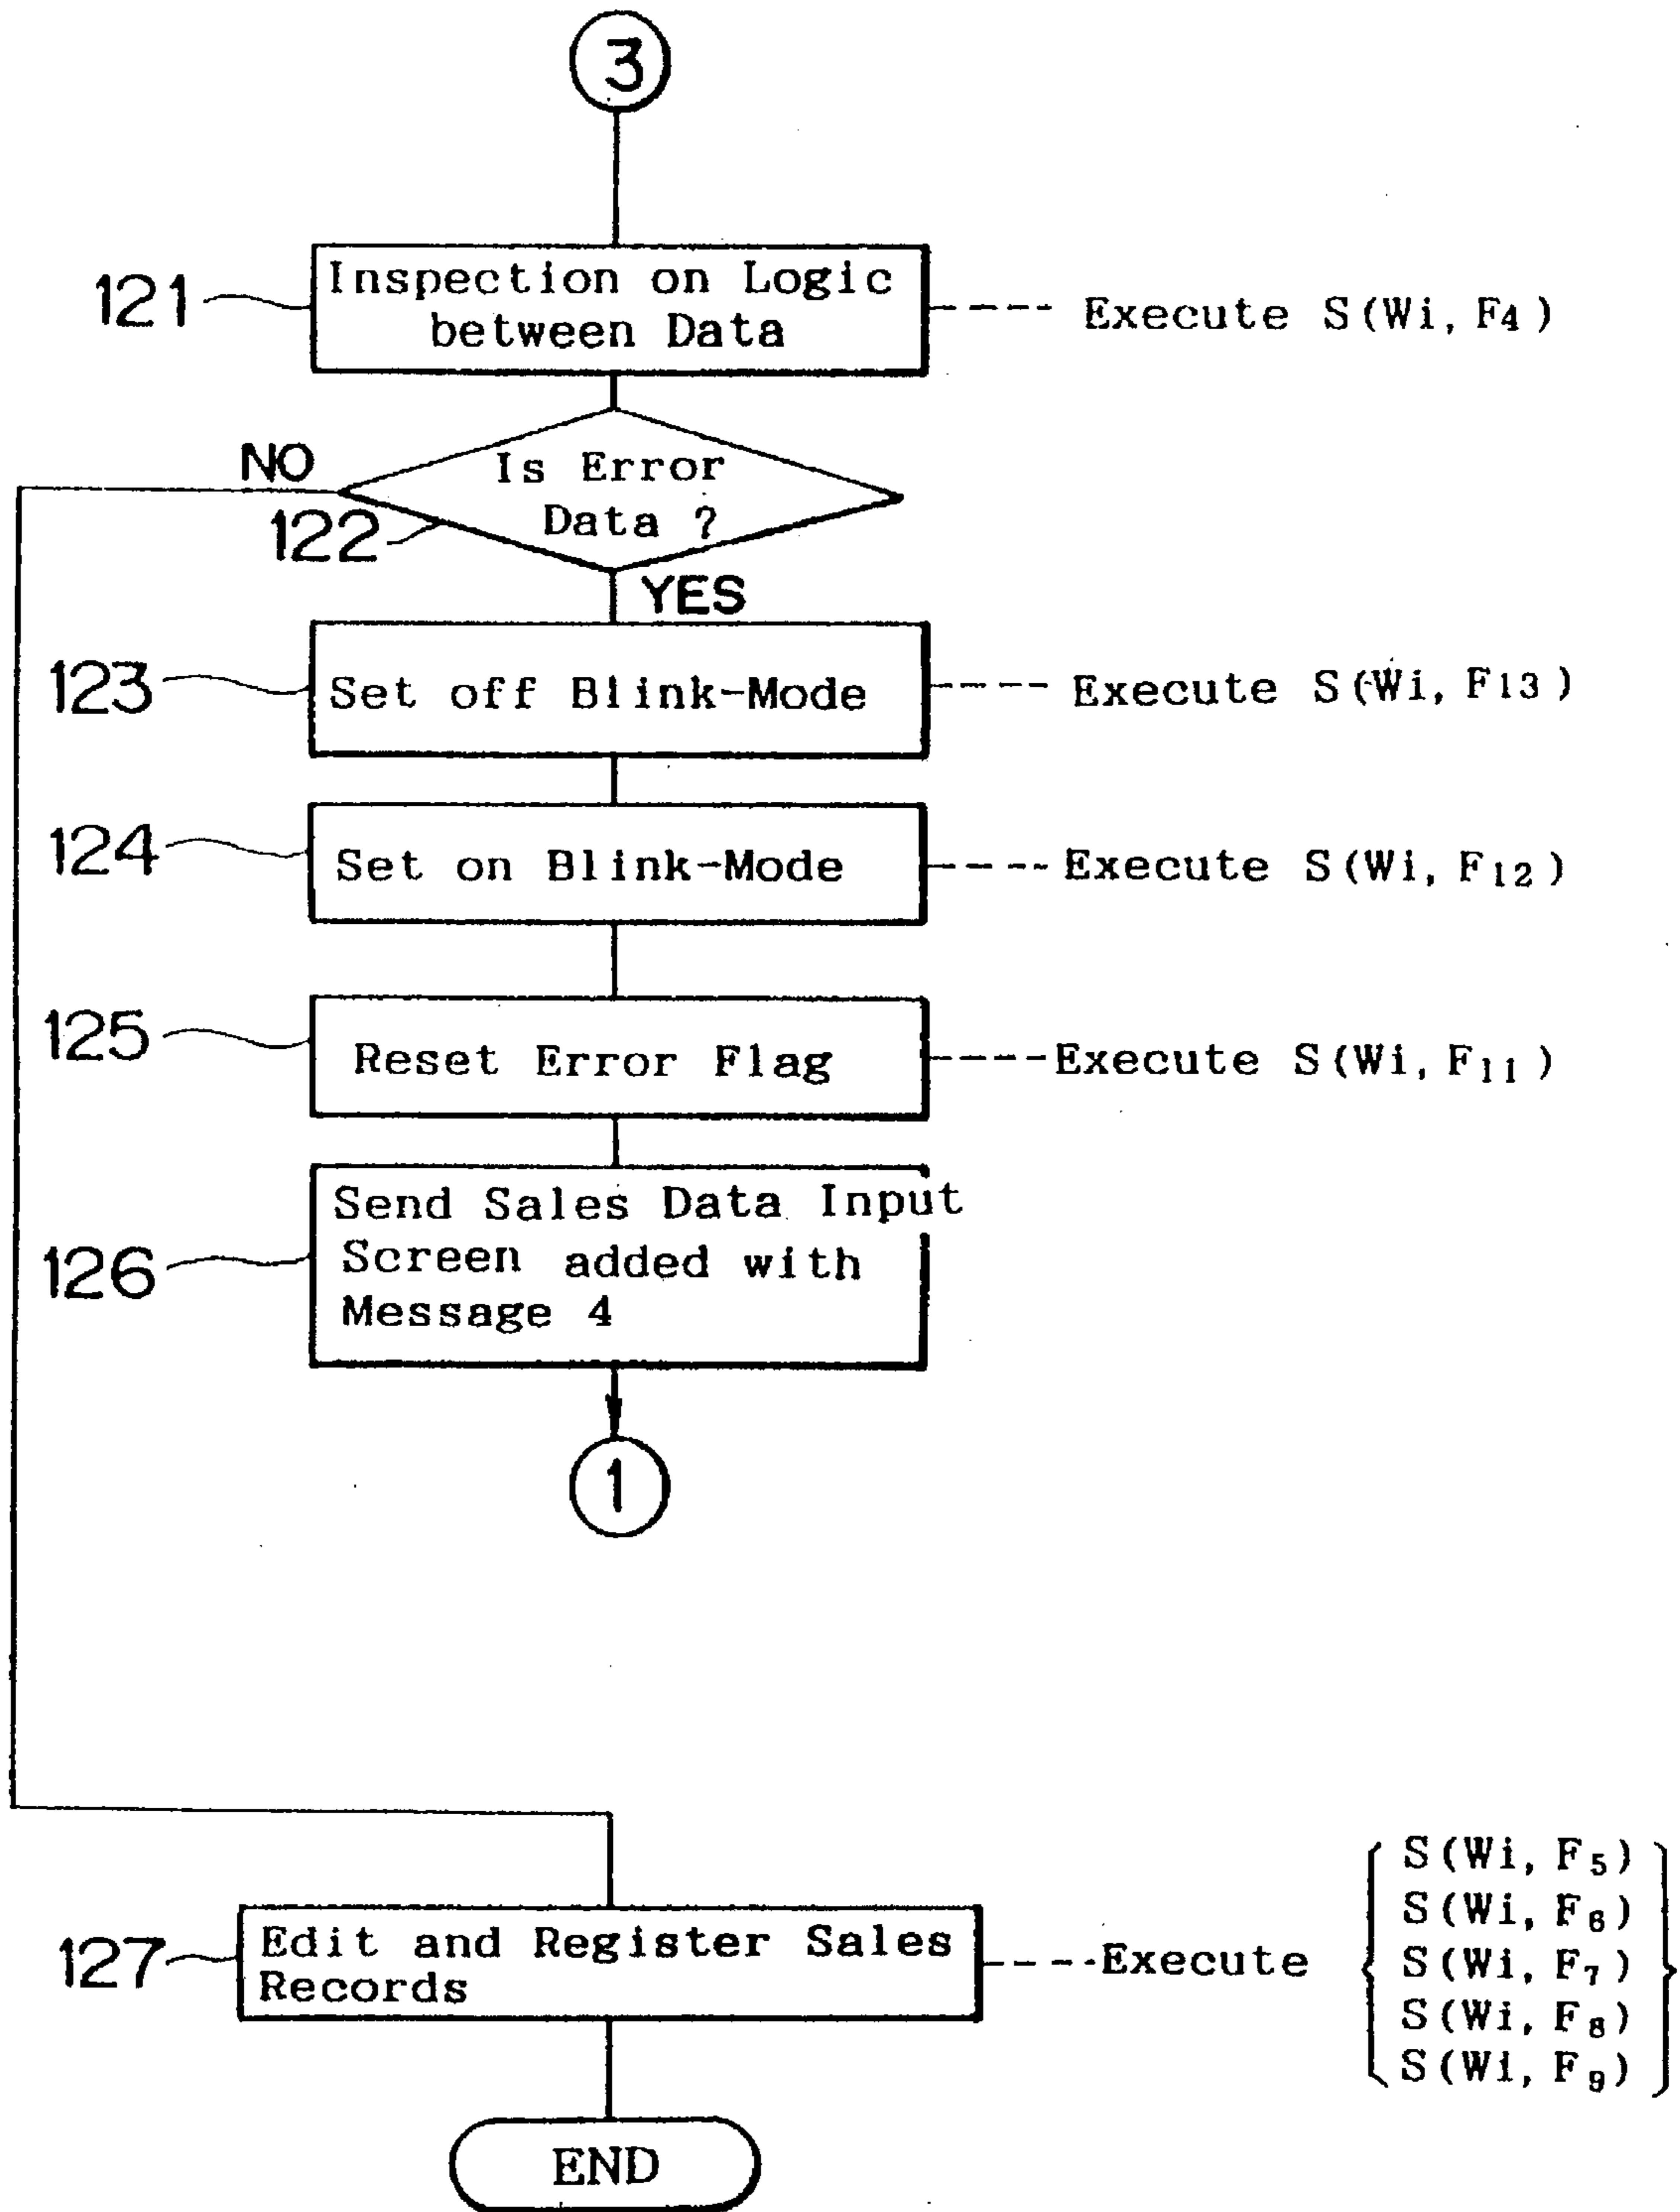 3
Inspection on Logic
between Data
121
Execute S(Wi, F4)
NO
Is Error
Data ?
122
YES
123
Set off Blink-Mode
Execute S(Wi, F13)
124
Set on Blink-Mode
Execute S(Wi, F12)
125
Reset Error Flag
Execute S(Wi, F11)
Send Sales Data Input
Screen added with
Message 4
126
1
127
Edit and Register Sales
Records
Execute
S(Wi, F5)
S(Wi, F6)
S(Wi, F7)
S(Wi, F8)
S(Wi, F9)
END